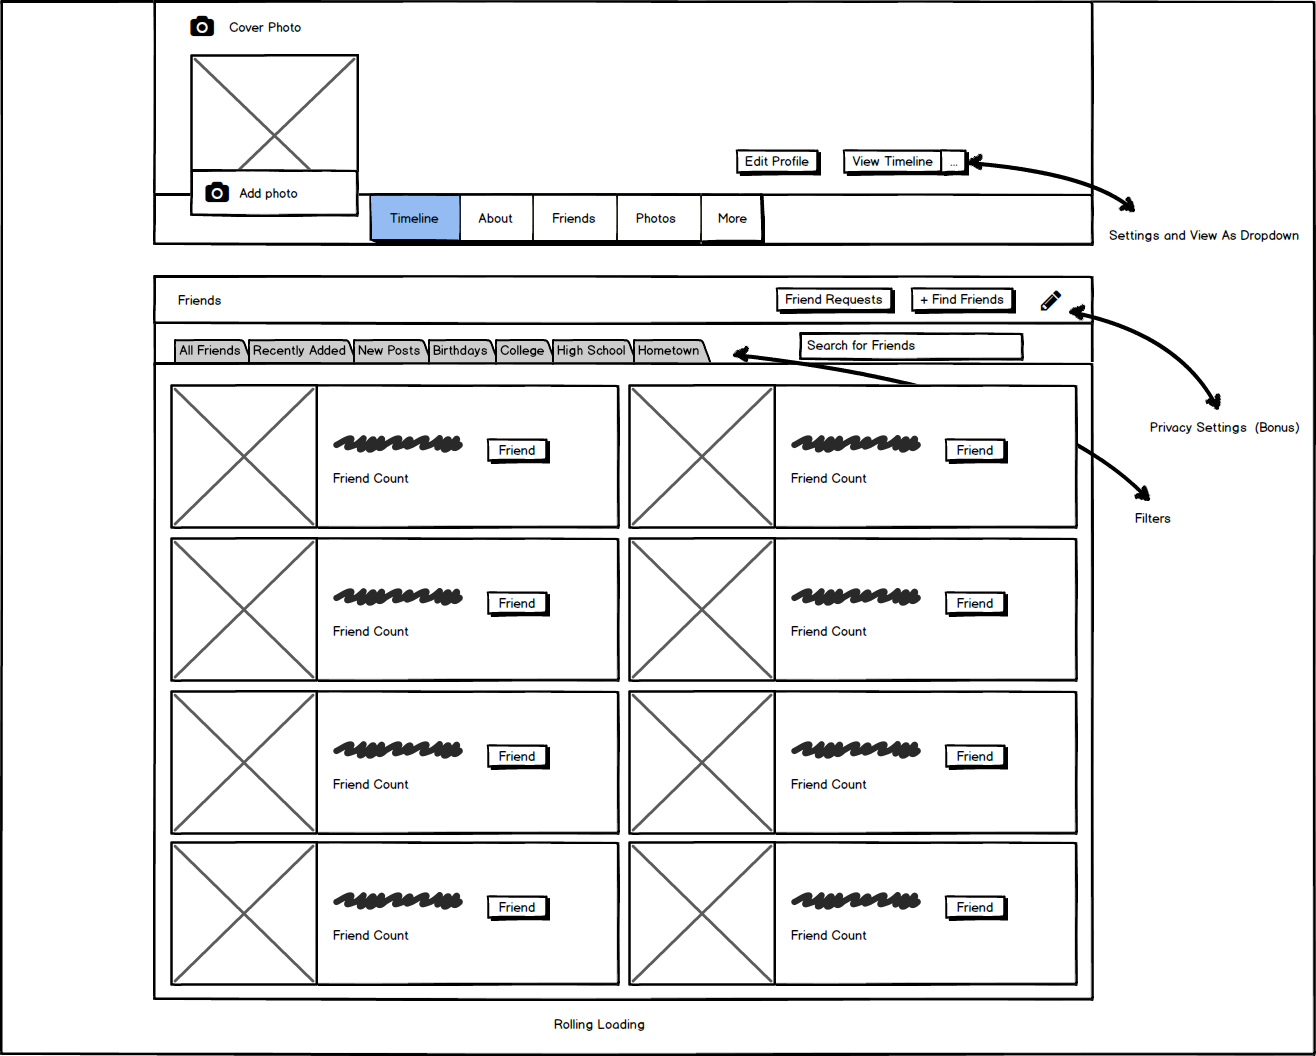 Cover Photo
Edit Profile
View Timeline ...
Add photo
Timeline About Friends Photos More
Settings and View As Dropdown
Friends
Friend Requests
+ Find Friends
All Friends Recently Added New Posts Birthdays College High School Hometown
Search for Friends
Privacy Settings (Bonus)
Friend
Friend Count
Friend
Friend Count
Filters
Friend
Friend Count
Friend
Friend Count
Friend
Friend Count
Friend
Friend Count
Friend
Friend Count
Friend
Friend Count
Rolling Loading